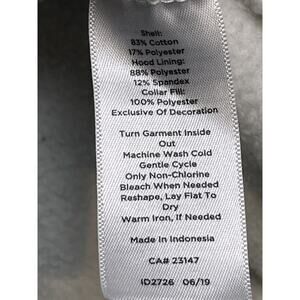 Shell:
83% Cotton
17% Polyester
Hood Lining:
88% Polyester
12% Spandex
Collar Fill:
100% Polyester
Exclusive Of Decoration
Turn Garment Inside
Out
Machine Wash Cold
Gentle Cycle
Only Non-Chlorine
Bleach When Needed
Reshape, Lay Flat To
Dry
Warm Iron, If Needed
Made In Indonesia
CA# 23147
ID2726 06/19